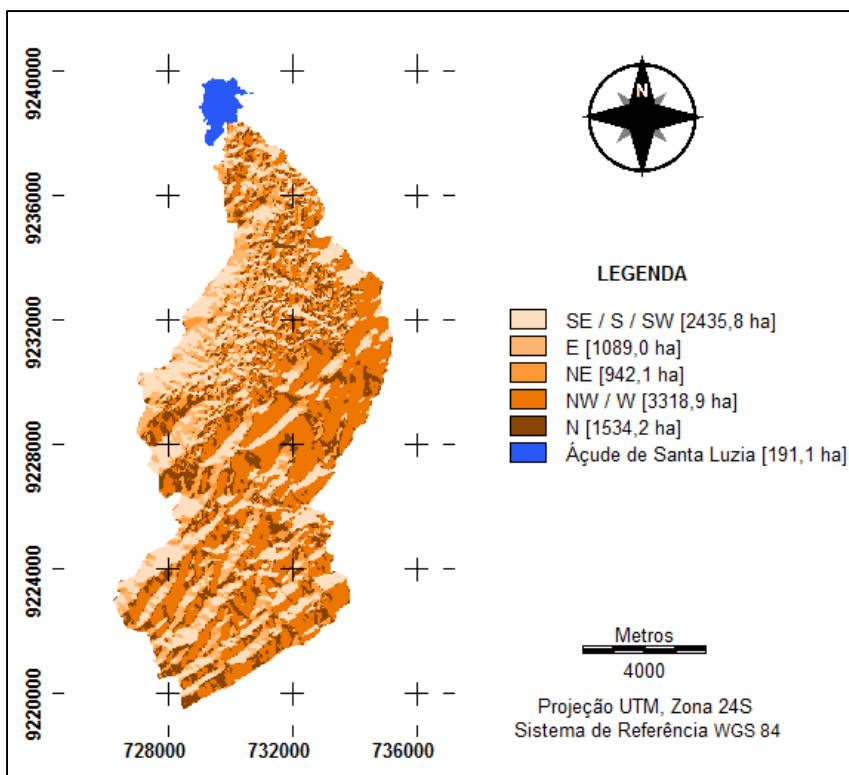 9240000
9236000
9232000
9228000
9224000
9220000
728000
732000
736000
N
LEGENDA
SE / S / SW [2435,8 ha]
E [1089,0 ha]
NE [942,1 ha]
NW / W [3318,9 ha]
N [1534,2 ha]
Áçude de Santa Luzia [191,1 ha]
Metros
4000
Projeção UTM, Zona 24S
Sistema de Referência WGS 84